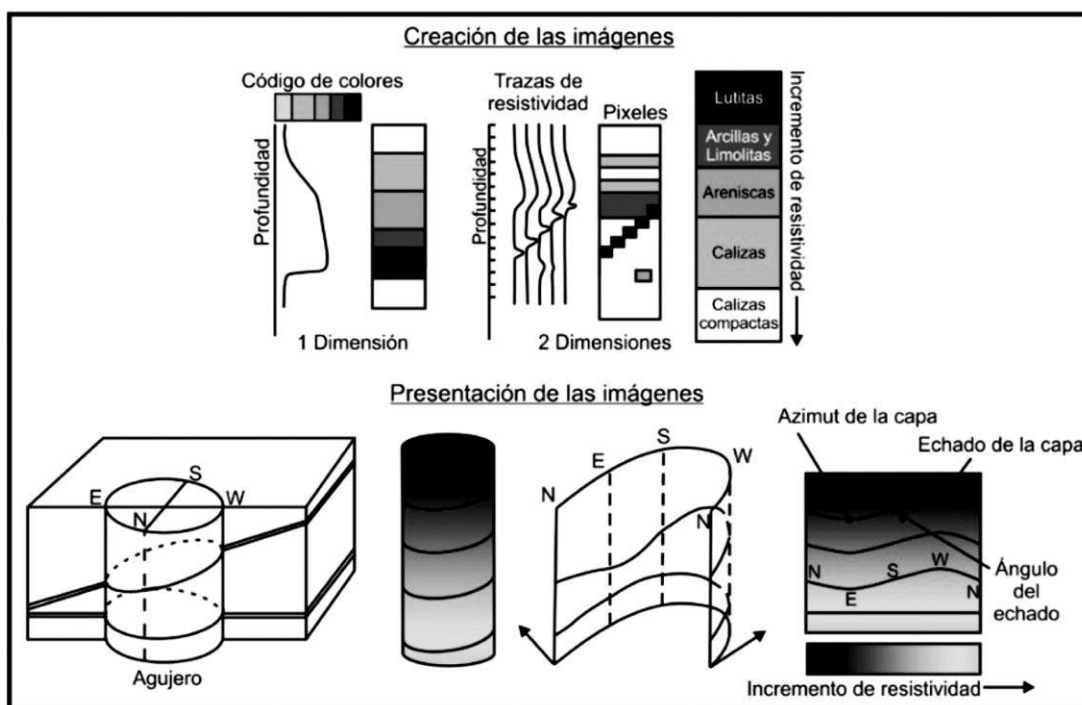 Creación de las imágenes
Código de colores
Profundidad
1 Dimensión
Trazas de
resistividad
Profundidad
Pixeles
2 Dimensiones
Lutitas
Arcillas y
Limolitas
Areniscas
Calizas
Calizas
compactas
Incremento de resistividad
Presentación de las imágenes
E
S
N
W
Agujero
N
E
S
W
N
Azimut de la capa
Echado de la capa
N
E
S
W
N
Ángulo
del
echado
Incremento de resistividad